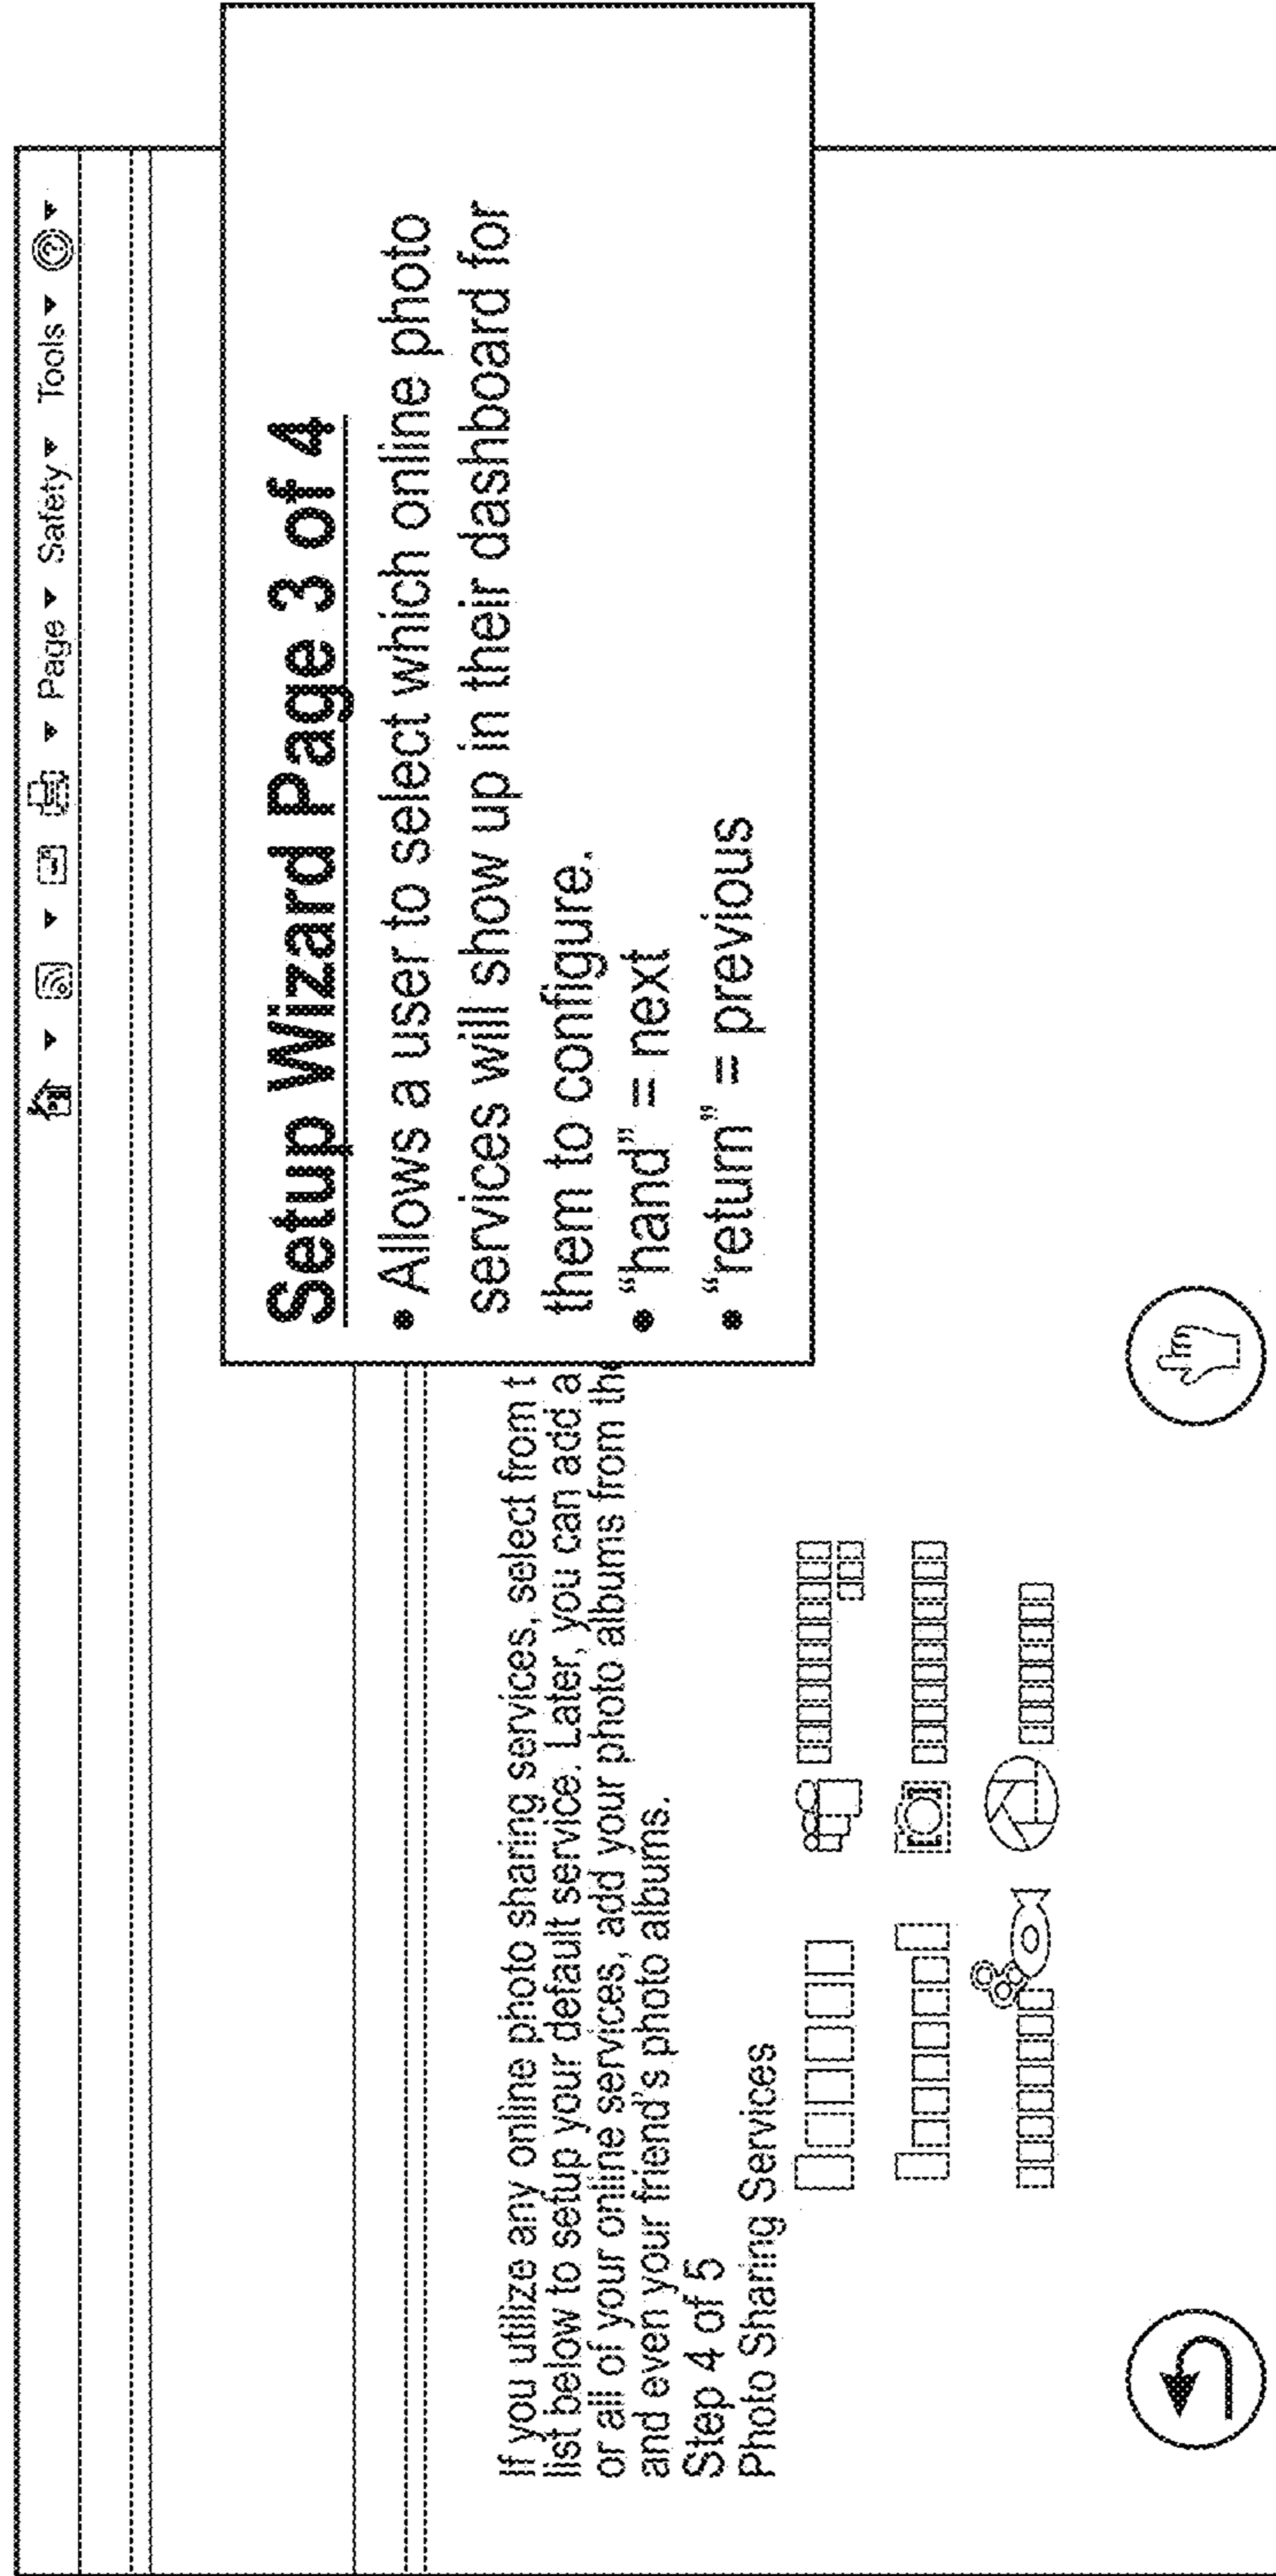 Page Safety Tools ?
Setup Wizard Page 3 of 4
• Allows a user to select which online photo
services will show up in their dashboard for
them to configure.
• “hand” = next
• “return” = previous
If you utilize any online photo sharing services, select from t
list below to setup your default service. Later, you can add a
or all of your online services, add your photo albums from the
and even your friend's photo albums.
Step 4 of 5
Photo Sharing Services